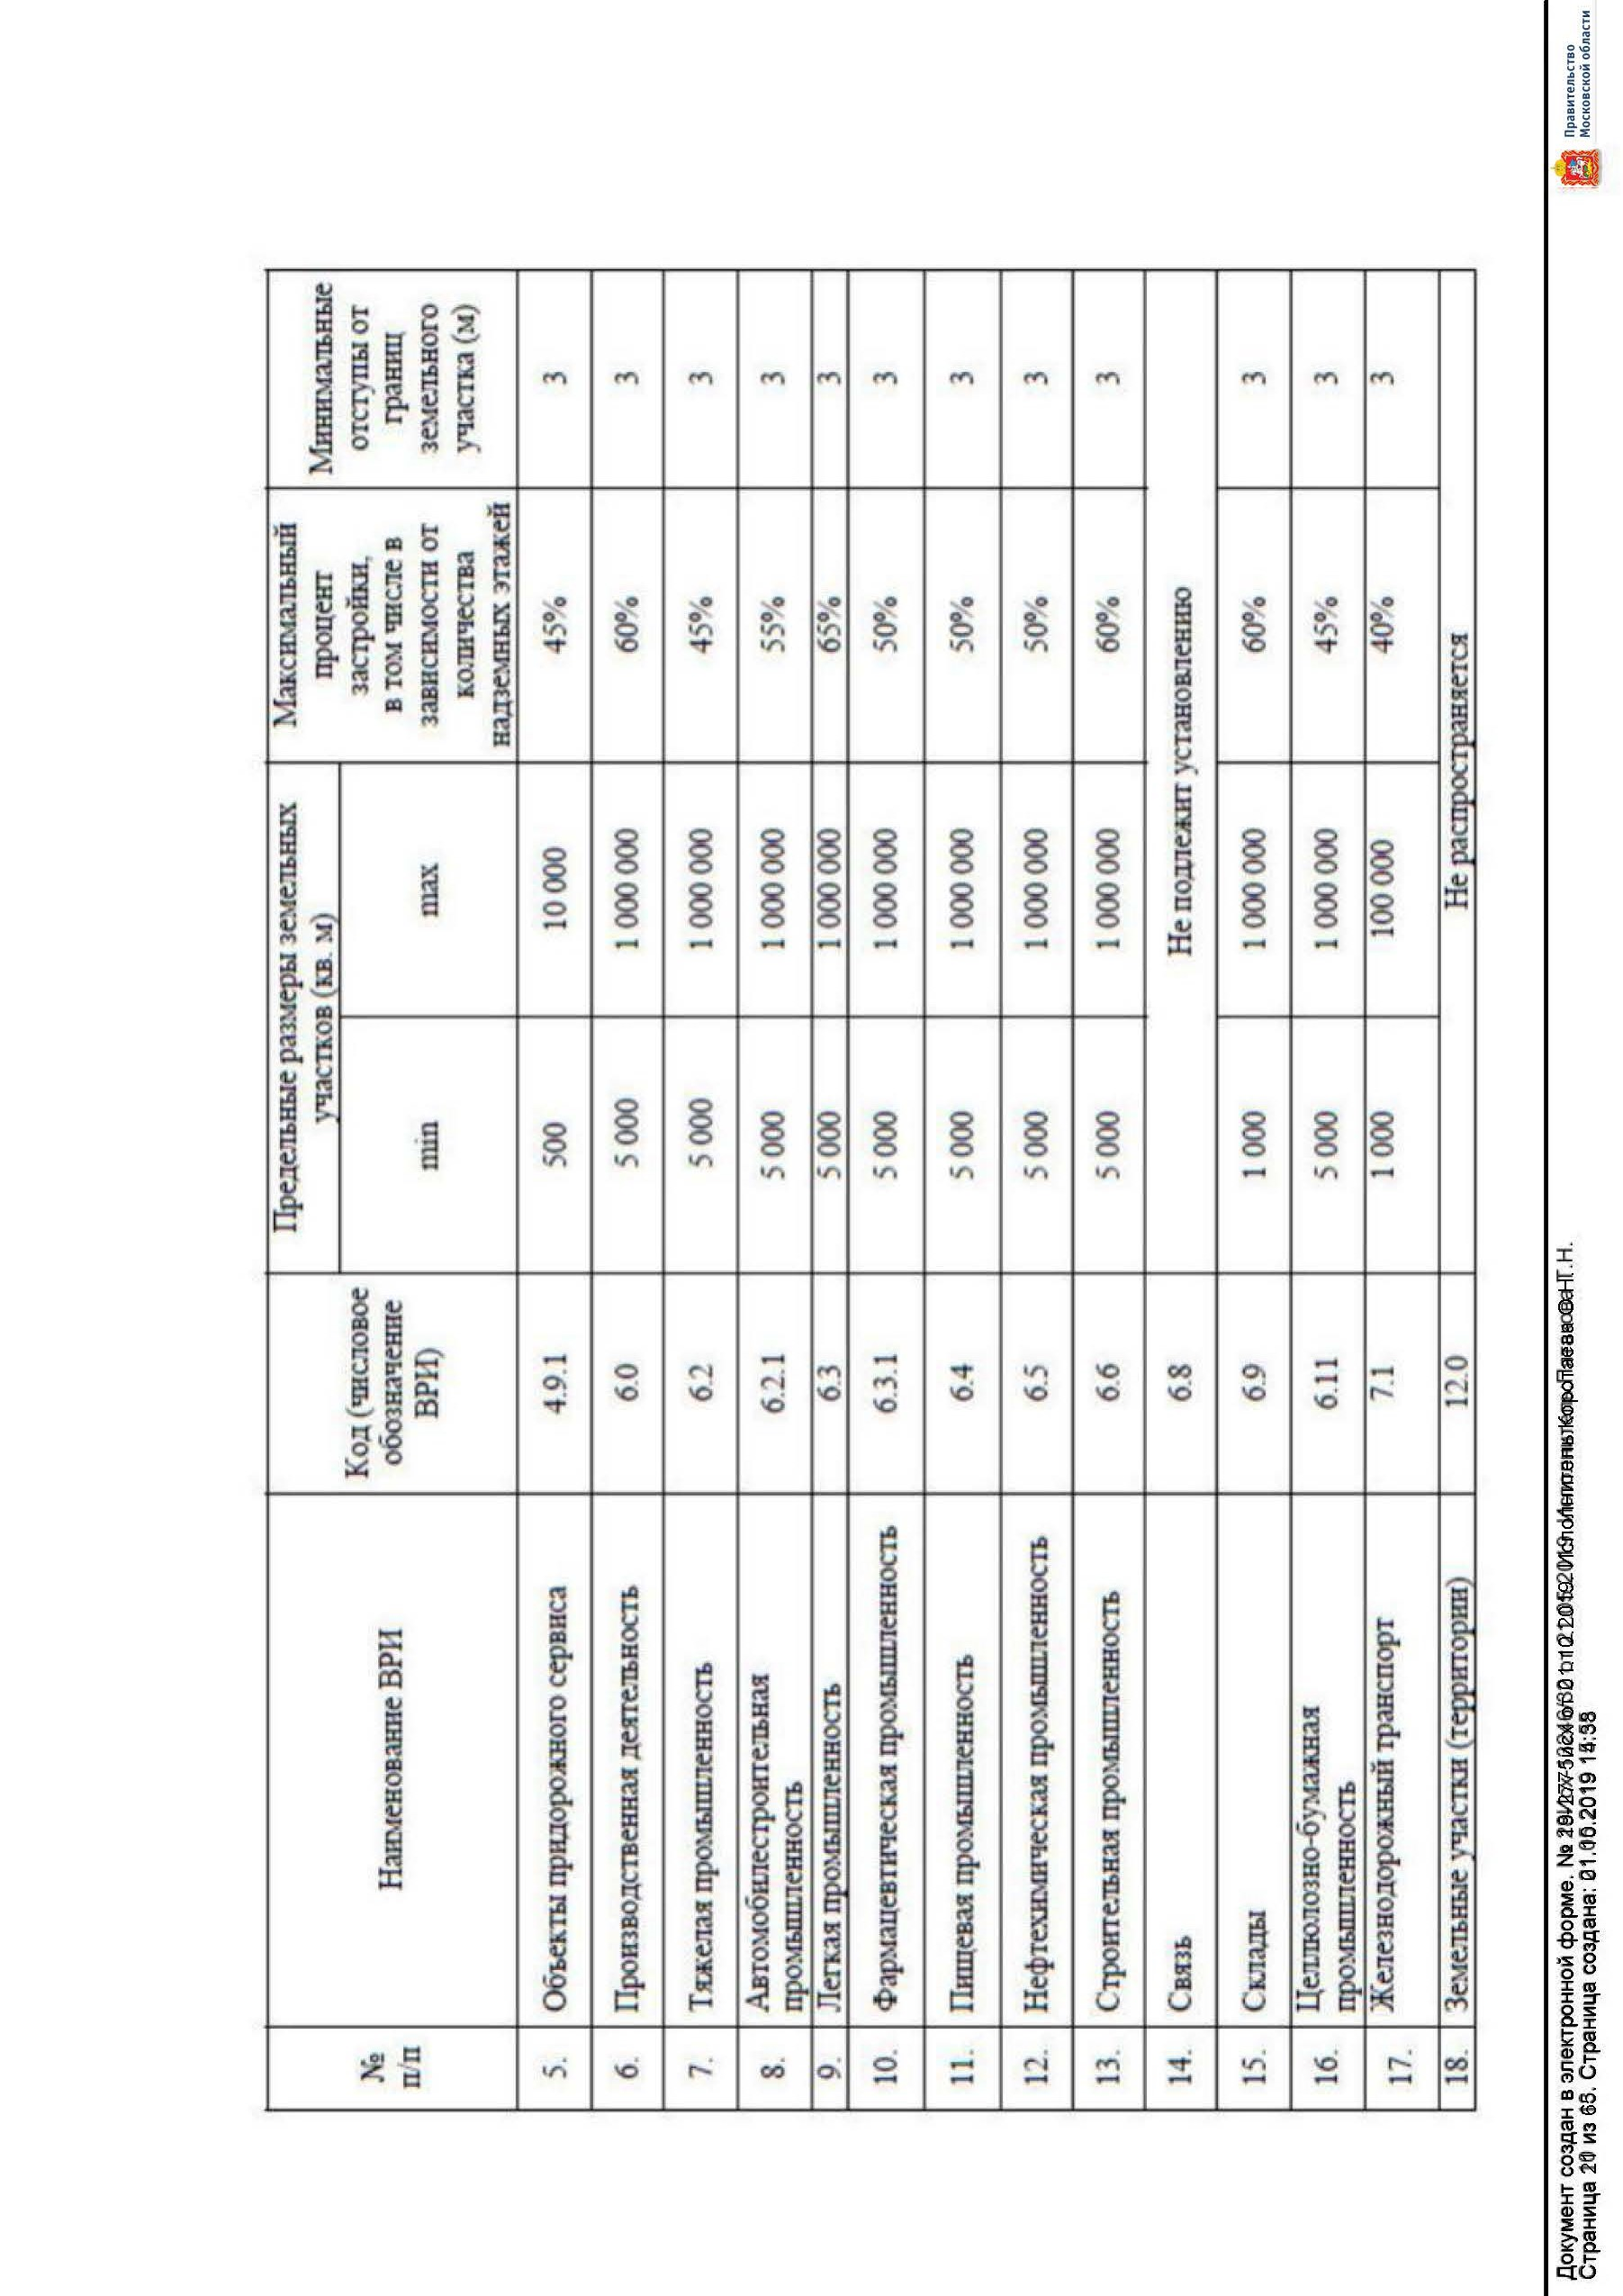 №
п/п
Наименование ВРИ
Код (числовое
обозначение
ВРИ)
Предельные размеры земельных
участков (кв. м)
min
max
Максимальный
процент
застройки,
в том числе в
зависимости от
количества
надземных этажей
Минимальные
отступы от
границ
земельного
участка (м)
5. Объекты придорожного сервиса 4.9.1 500 10 000 45% 3
6. Производственная деятельность 6.0 5 000 1 000 000 60% 3
7. Тяжелая промышленность 6.2 5 000 1 000 000 45% 3
8. Автомобилестроительная
промышленность 6.2.1 5 000 1 000 000 55% 3
9. Легкая промышленность 6.3 5 000 1 000 000 65% 3
10. Фармацевтическая промышленность 6.3.1 5 000 1 000 000 50% 3
11. Пищевая промышленность 6.4 5 000 1 000 000 50% 3
12. Нефтехимическая промышленность 6.5 5 000 1 000 000 50% 3
13. Строительная промышленность 6.6 5 000 1 000 000 60% 3
14. Связь 6.8 Не подлежит установлению
15. Склады 6.9 1 000 1 000 000 60% 3
16. Целлюлозно-бумажная
промышленность 6.11 5 000 1 000 000 45% 3
17. Железнодорожный транспорт 7.1 1 000 100 000 40% 3
18. Земельные участки (территории) 12.0 Не распространяется
Документ создан в электронной форме. №
Страница из Страница создана:
Правительство
Московской области